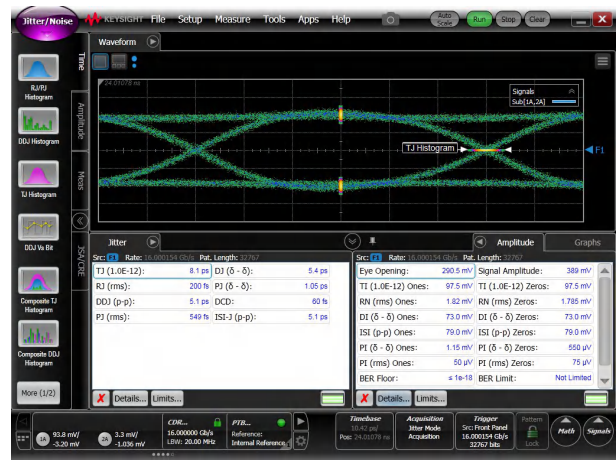 Jitter/Noise
KEYSIGHT File Setup Measure Tools Apps Help
Auto Scale
Run
Stop
Clear
RJ/PJ Histogram
DDJ Histogram
TJ Histogram
DDJ Vs Bit
Composite TJ Histogram
Composite DDJ Histogram
More (1/2)
Time
Amplitude
Meas
JSA/CRE
Waveform
24.01078 ns
Signals
Sub[1A,2A]
TJ Histogram
F1
Jitter
Src: F1 Rate: 16.000154 Gb/s Pat. Length: 32767
TJ (1.0E-12): 8.1 ps DJ (δ - δ): 5.4 ps
RJ (rms): 200 fs PJ (δ - δ): 1.05 ps
DDJ (p-p): 5.1 ps DCD: 60 fs
PJ (rms): 549 fs ISI-J (p-p): 5.1 ps
Details... Limits...
Amplitude Graphs
Src: F1 Rate: 16.000154 Gb/s Pat. Length: 32767
Eye Opening: 290.5 mV Signal Amplitude: 389 mV
TI (1.0E-12) Ones: 97.5 mV TI (1.0E-12) Zeros: 97.5 mV
RN (rms) Ones: 1.82 mV RN (rms) Zeros: 1.785 mV
DI (δ - δ) Ones: 73.0 mV DI (δ - δ) Zeros: 73.0 mV
ISI (p-p) Ones: 79.0 mV ISI (p-p) Zeros: 79.0 mV
PI (δ - δ) Ones: 1.15 mV PI (δ - δ) Zeros: 550 µV
PI (rms) Ones: 50 µV PI (rms) Zeros: 75 µV
BER Floor: ≤ 1e-18 BER Limit: Not Limited
Details... Limits...
1A 93.8 mV/
-3.20 mV
2A 3.3 mV/
-1.036 mV
CDR...
16.000000 Gb/s
LBW: 20.00 MHz
PTB...
Reference:
Internal Reference
Timebase
10.42 ps/
Pos: 24.01078 ns
Acquisition
Jitter Mode
Acquisition
Trigger
Src: Front Panel
16.000154 Gb/s
32767 bits
Pattern
Lock
Math
Signals